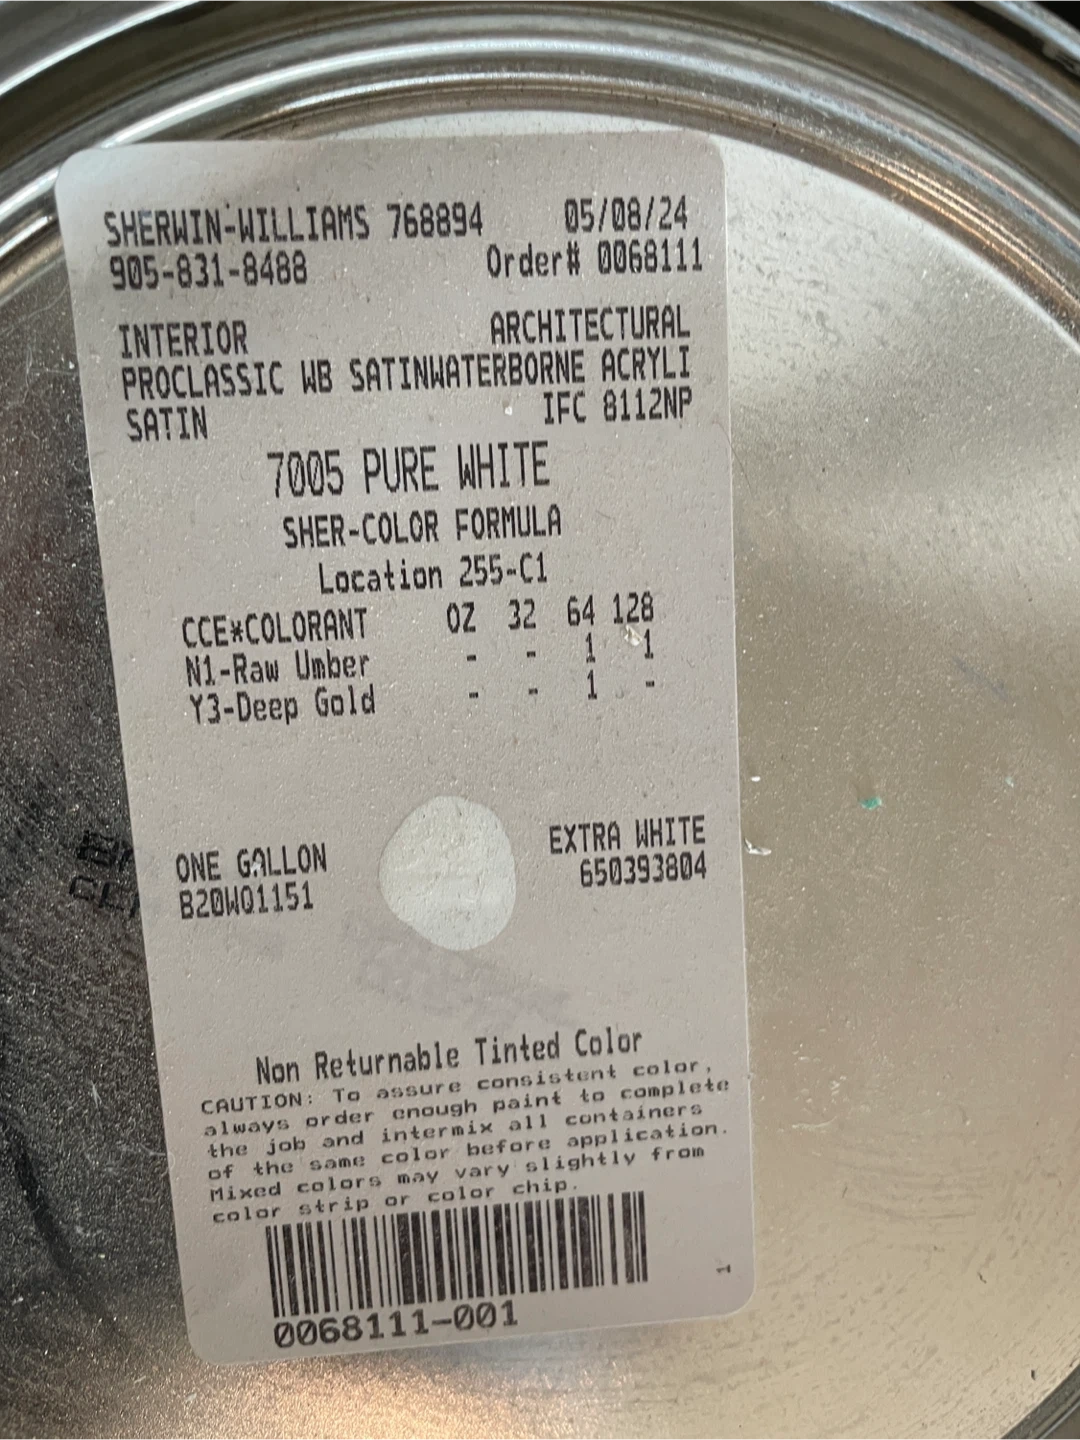 SHERWIN-WILLIAMS 768894 05/08/24
905-831-8488 Order# 0068111
INTERIOR ARCHITECTURAL
PROCLASSIC WB SATINWATERBORNE ACRYLI
SATIN IFC 8112NP
7005 PURE WHITE
SHER-COLOR FORMULA
Location 255-C1
CCE*COLORANT OZ 32 64 128
N1-Raw Umber - - 1 1
Y3-Deep Gold - - 1 -
ONE GALLON EXTRA WHITE
B20WQ1151 650393804
Non Returnable Tinted Color
CAUTION: To assure consistent color,
always order enough paint to complete
the job and intermix all containers
of the same color before application.
Mixed colors may vary slightly from
color strip or color chip.
0068111-001
1